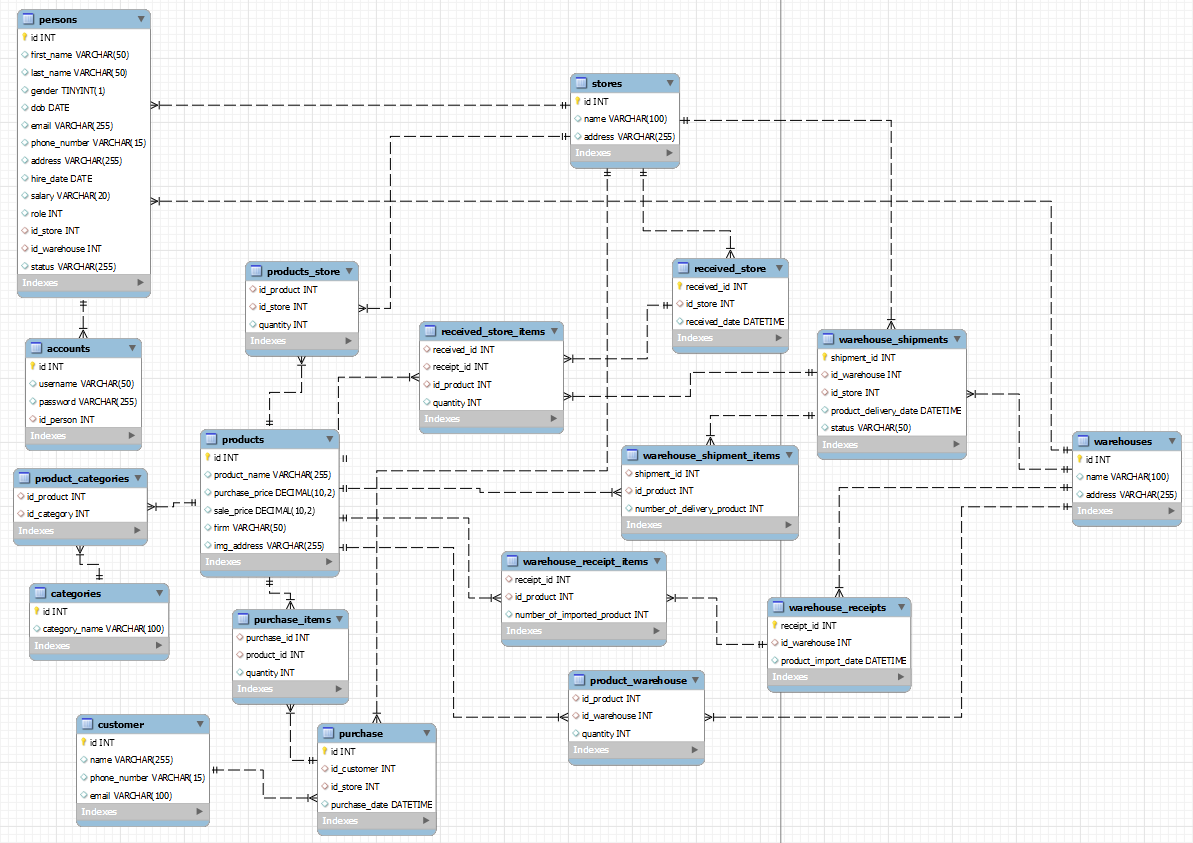 persons
id INT
first_name VARCHAR(50)
last_name VARCHAR(50)
gender TINYINT(1)
dob DATE
email VARCHAR(255)
phone_number VARCHAR(15)
address VARCHAR(255)
hire_date DATE
salary VARCHAR(20)
role INT
id_store INT
id_warehouse INT
status VARCHAR(255)
Indexes
stores
id INT
name VARCHAR(100)
address VARCHAR(255)
Indexes
products_store
id_product INT
id_store INT
quantity INT
Indexes
received_store
received_id INT
id_store INT
received_date DATETIME
Indexes
received_store_items
received_id INT
receipt_id INT
id_product INT
quantity INT
Indexes
warehouse_shipments
shipment_id INT
id_warehouse INT
id_store INT
product_delivery_date DATETIME
status VARCHAR(50)
Indexes
accounts
id INT
username VARCHAR(50)
password VARCHAR(255)
id_person INT
Indexes
products
id INT
product_name VARCHAR(255)
purchase_price DECIMAL(10,2)
sale_price DECIMAL(10,2)
firm VARCHAR(50)
img_address VARCHAR(255)
Indexes
warehouse_shipment_items
shipment_id INT
id_product INT
number_of_delivery_product INT
Indexes
warehouses
id INT
name VARCHAR(100)
address VARCHAR(255)
Indexes
product_categories
id_product INT
id_category INT
Indexes
categories
id INT
category_name VARCHAR(100)
Indexes
purchase_items
purchase_id INT
product_id INT
quantity INT
Indexes
warehouse_receipt_items
receipt_id INT
id_product INT
number_of_imported_product INT
Indexes
warehouse_receipts
receipt_id INT
id_warehouse INT
product_import_date DATETIME
Indexes
product_warehouse
id_product INT
id_warehouse INT
quantity INT
Indexes
customer
id INT
name VARCHAR(255)
phone_number VARCHAR(15)
email VARCHAR(100)
Indexes
purchase
id INT
id_customer INT
id_store INT
purchase_date DATETIME
Indexes